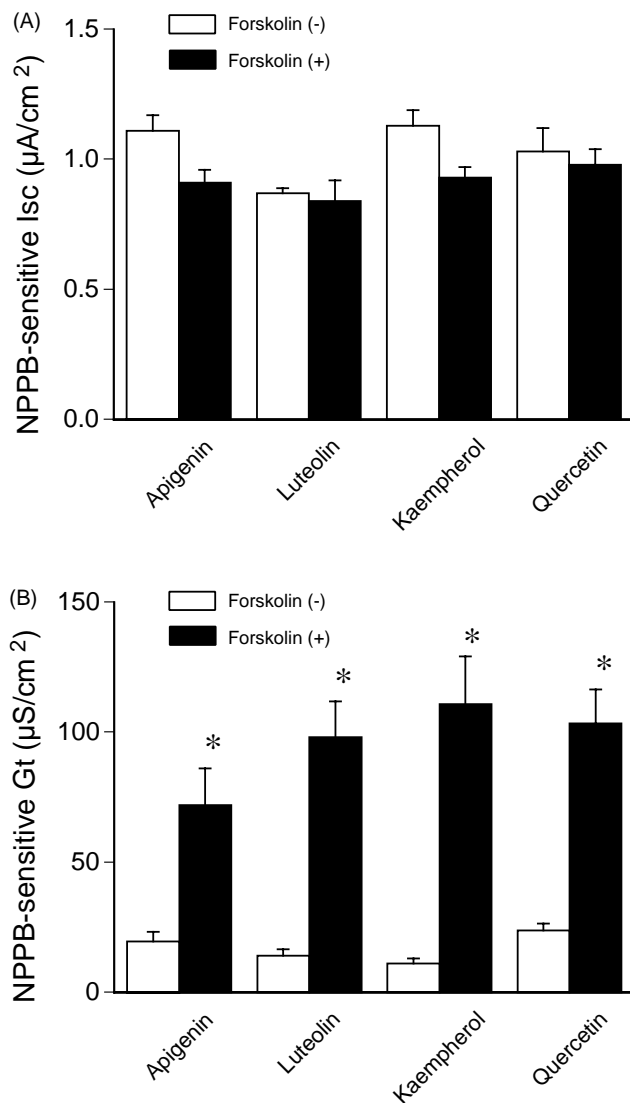 (A)
Forskolin (-)
Forskolin (+)
NPPB-sensitive Isc (µA/cm 2)
1.5
1.0
0.5
0.0
Apigenin
Luteolin
Kaempherol
Quercetin
(B)
Forskolin (-)
Forskolin (+)
NPPB-sensitive Gt (µS/cm 2)
150
100
50
0
* * * *
Apigenin
Luteolin
Kaempherol
Quercetin